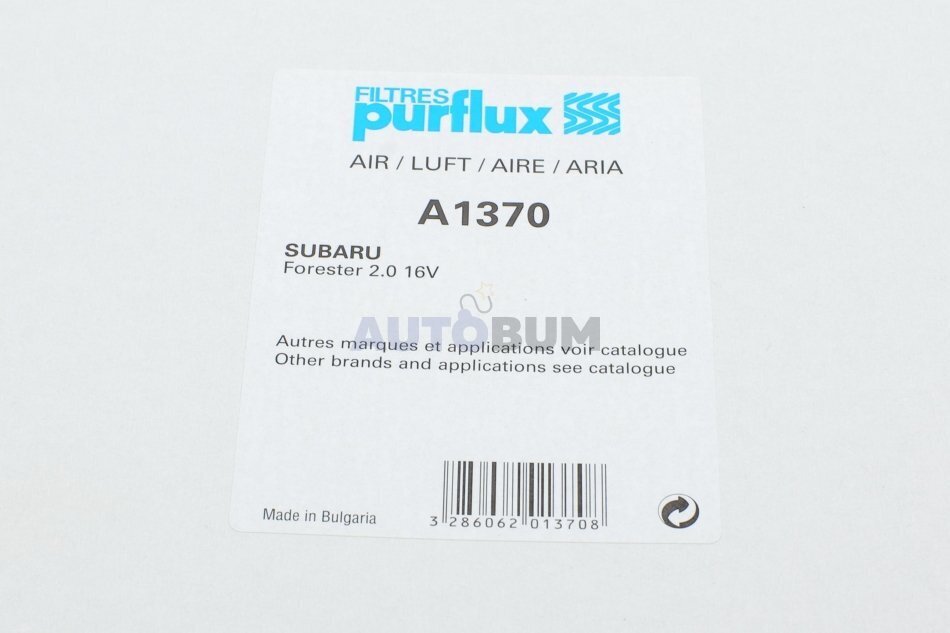 FILTRES
purflux
AIR / LUFT / AIRE / ARIA
A1370
SUBARU
Forester 2.0 16V
AUTOBUM
Autres marques et applications voir catalogue
Other brands and applications see catalogue
Made in Bulgaria
3 286062 013708